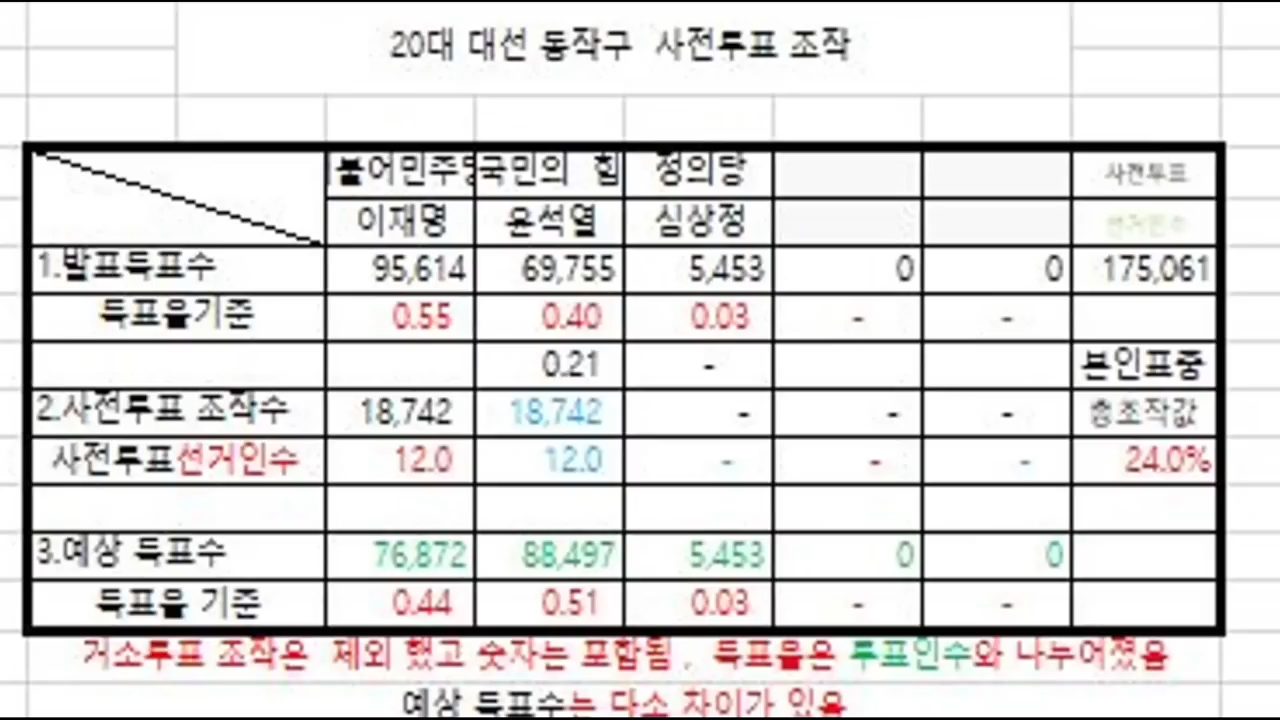 20대 대선 동작구 사전투표 조작
불어민주당 국민의 힘 정의당 사전투표
이재명 윤석열 심상정 선거인수
1.발표득표수 95,614 69,755 5,453 0 0 175,061
득표율기준 0.55 0.40 0.03 - -
0.21 - 본인표중
2.사전투표 조작수 18,742 18,742 - - - 총조작값
사전투표선거인수 12.0 12.0 - - - 24.0%
3.예상 득표수 76,872 88,497 5,453 0 0
득표율 기준 0.44 0.51 0.03 - -
거소투표 조작은 제외 했고 숫자는 포함됨 . 득표율은 투표인수와 나누어졌음
예상 득표수는 다소 차이가 있음